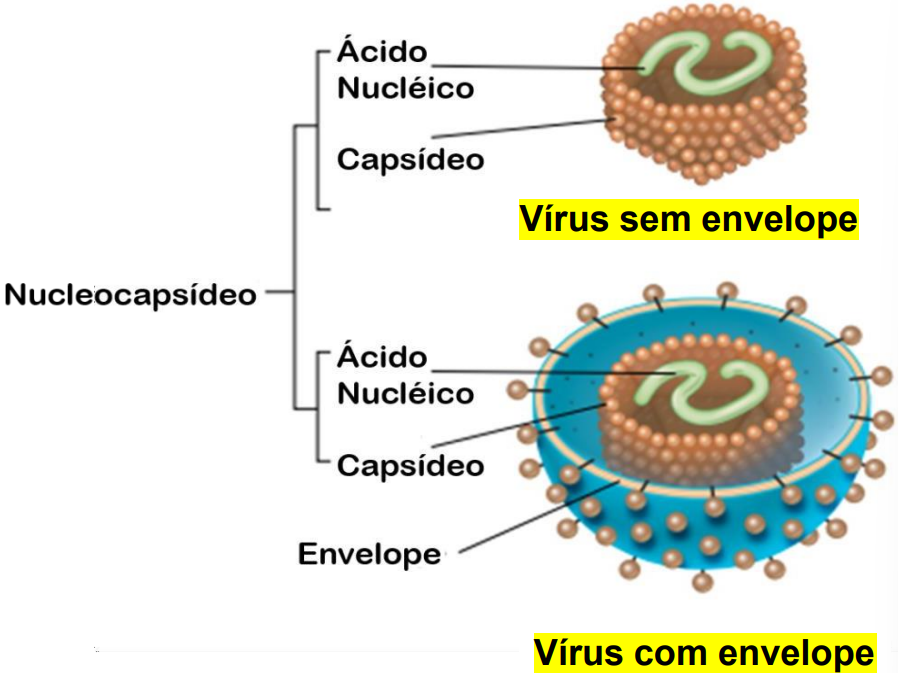 Ácido
Nucléico
Capsídeo
Vírus sem envelope
Nucleocapsídeo
Ácido
Nucléico
Capsídeo
Envelope
Vírus com envelope